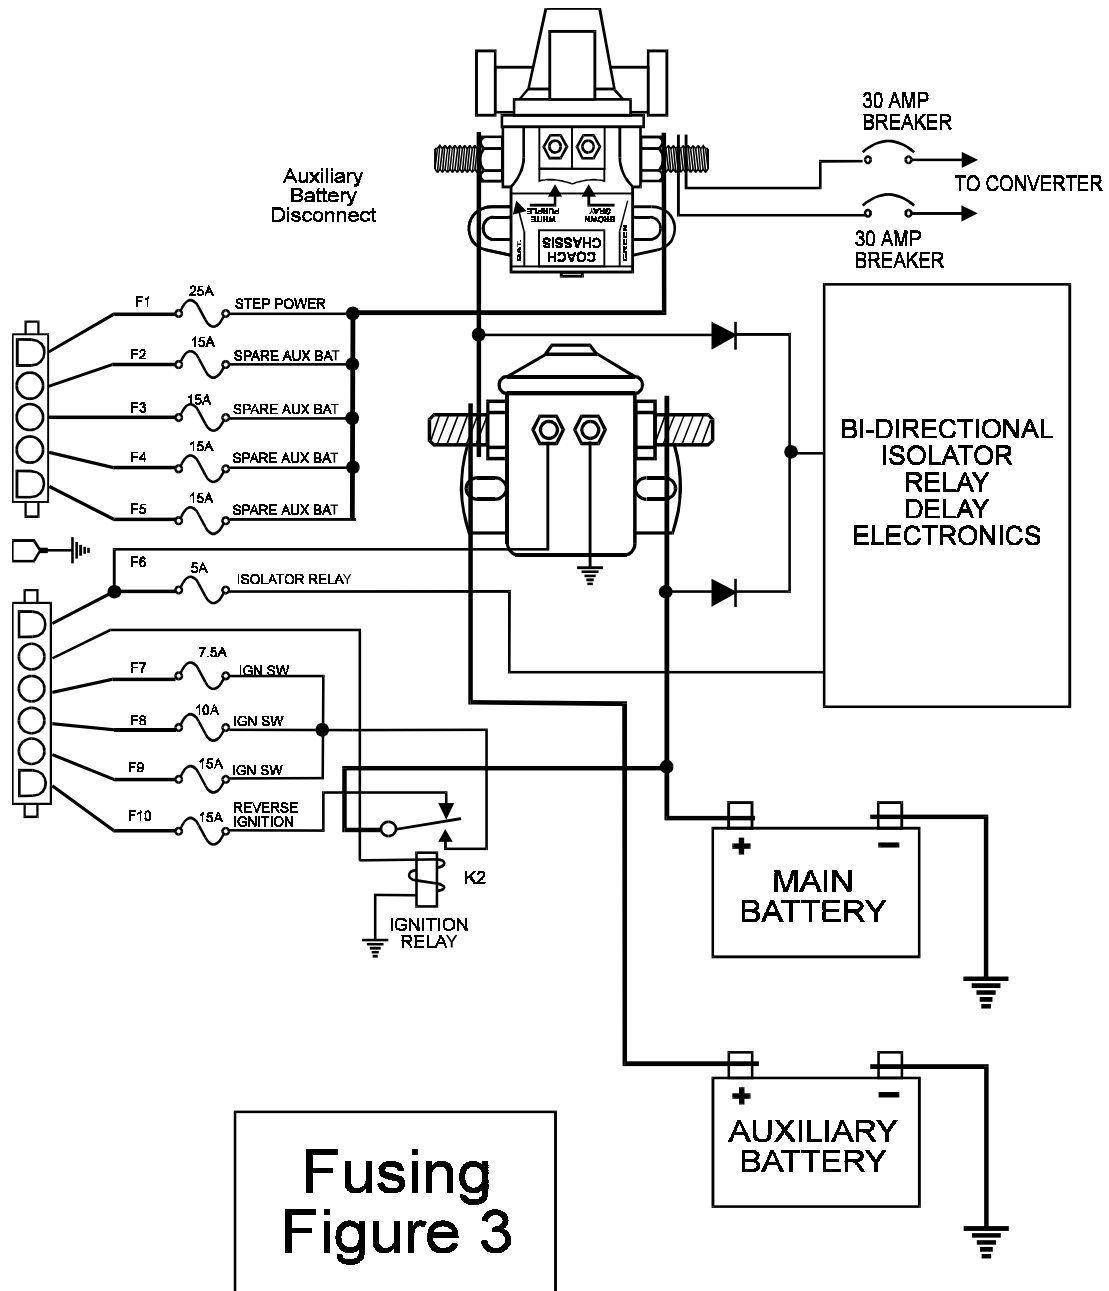 30 AMP
BREAKER
TO CONVERTER
30 AMP
BREAKER
Auxiliary
Battery
Disconnect
BAT.
WHITE
PURPLE
BROWN
GRAY
GREEN
COACH
CHASSIS
F1 25A STEP POWER
F2 15A SPARE AUX BAT
F3 15A SPARE AUX BAT
F4 15A SPARE AUX BAT
F5 15A SPARE AUX BAT
F6 5A ISOLATOR RELAY
F7 7.5A IGN SW
F8 10A IGN SW
F9 15A IGN SW
F10 15A REVERSE
IGNITION
K2
IGNITION
RELAY
BI-DIRECTIONAL
ISOLATOR
RELAY
DELAY
ELECTRONICS
+ −
MAIN
BATTERY
+ −
AUXILIARY
BATTERY
Fusing
Figure 3